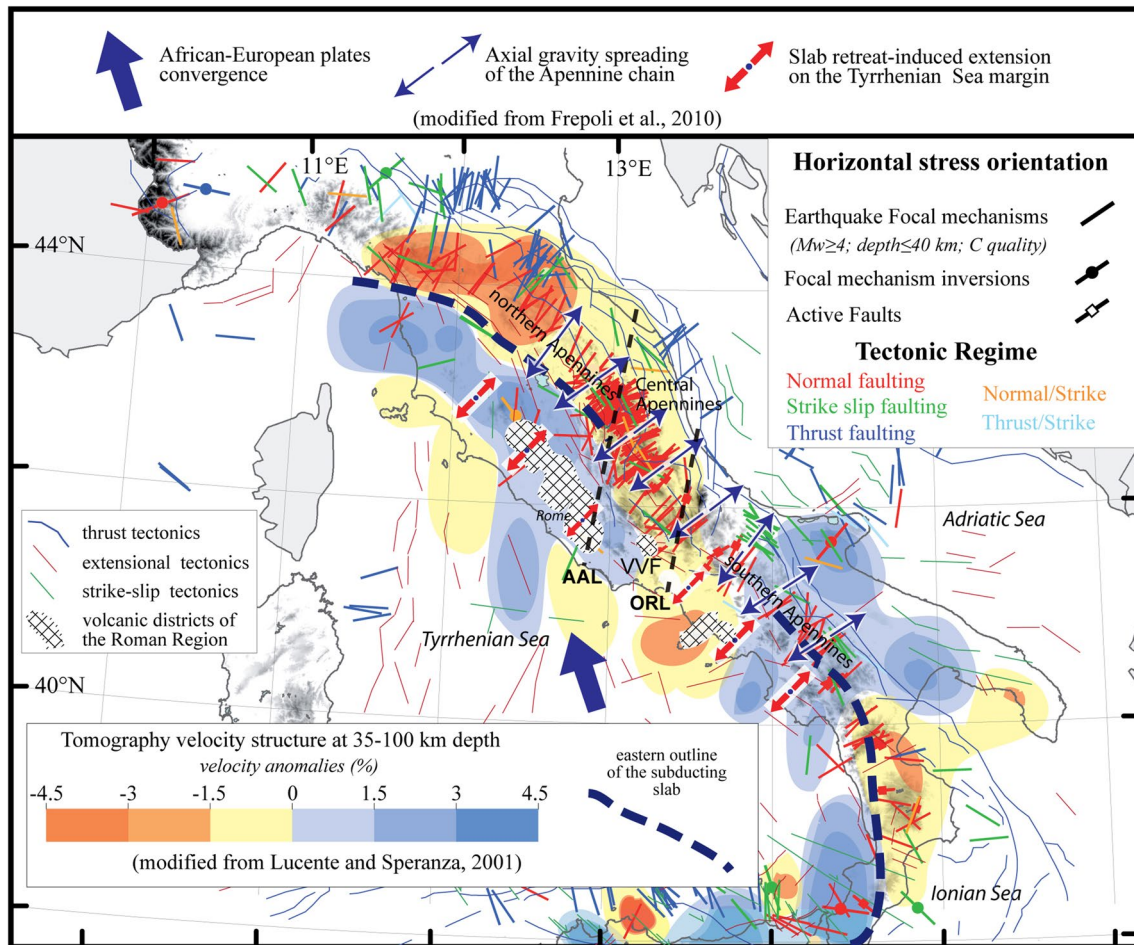 African-European plates
convergence
Axial gravity spreading
of the Apennine chain
Slab retreat-induced extension
on the Tyrrhenian Sea margin
(modified from Frepoli et al., 2010)
11°E
13°E
44°N
40°N
Horizontal stress orientation
Earthquake Focal mechanisms
(Mw≥4; depth≤40 km; C quality)
Focal mechanism inversions
Active Faults
Tectonic Regime
Normal faulting
Normal/Strike
Strike slip faulting
Thrust/Strike
Thrust faulting
northern Apennines
Central
Apennines
southern Apennines
Rome
AAL
VVF
ORL
Adriatic Sea
Tyrrhenian Sea
Ionian Sea
thrust tectonics
extensional tectonics
strike-slip tectonics
volcanic districts of
the Roman Region
Tomography velocity structure at 35-100 km depth
velocity anomalies (%)
-4.5 -3 -1.5 0 1.5 3 4.5
(modified from Lucente and Speranza, 2001)
eastern outline
of the subducting
slab